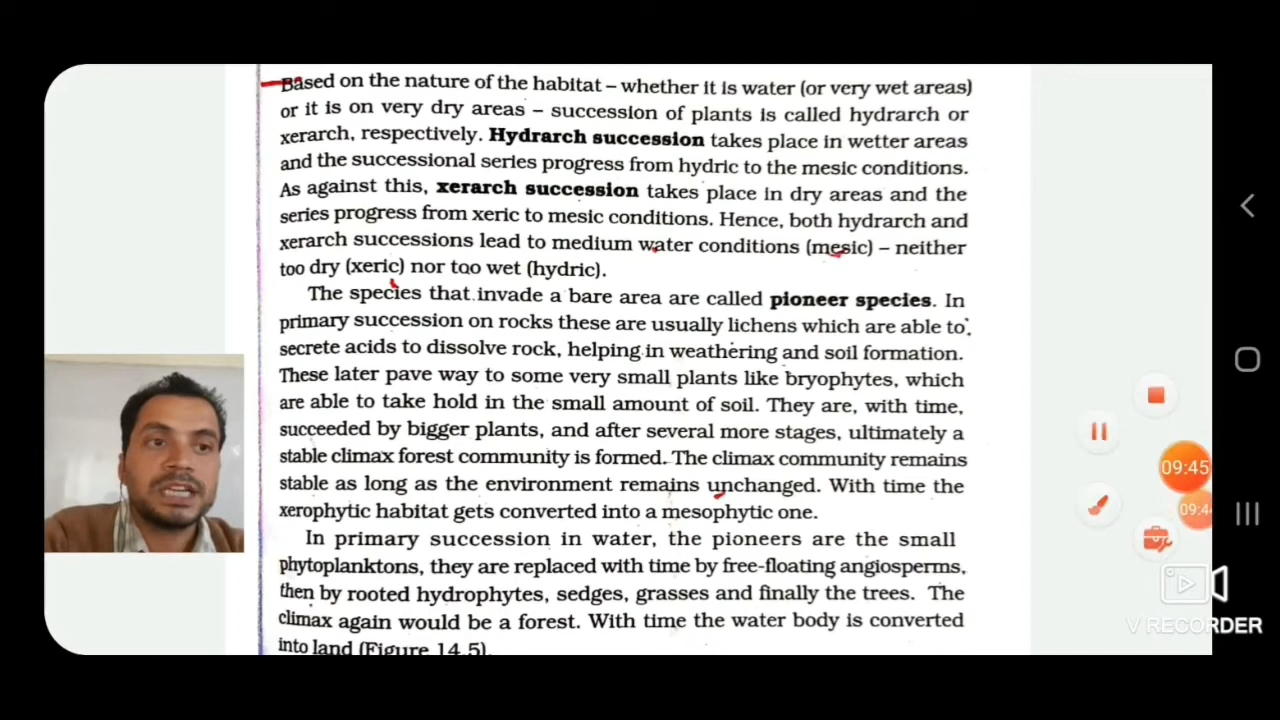 Based on the nature of the habitat – whether it is water (or very wet areas)
or it is on very dry areas – succession of plants is called hydrarch or
xerarch, respectively. Hydrarch succession takes place in wetter areas
and the successional series progress from hydric to the mesic conditions.
As against this, xerarch succession takes place in dry areas and the
series progress from xeric to mesic conditions. Hence, both hydrarch and
xerarch successions lead to medium water conditions (mesic) – neither
too dry (xeric) nor too wet (hydric).
The species that invade a bare area are called pioneer species. In
primary succession on rocks these are usually lichens which are able to
secrete acids to dissolve rock, helping in weathering and soil formation.
These later pave way to some very small plants like bryophytes, which
are able to take hold in the small amount of soil. They are, with time,
succeeded by bigger plants, and after several more stages, ultimately a
stable climax forest community is formed. The climax community remains
stable as long as the environment remains unchanged. With time the
xerophytic habitat gets converted into a mesophytic one.
In primary succession in water, the pioneers are the small
phytoplanktons, they are replaced with time by free-floating angiosperms,
then by rooted hydrophytes, sedges, grasses and finally the trees. The
climax again would be a forest. With time the water body is converted
into land (Figure 14.5).
09:45
09:4
V RECORDER